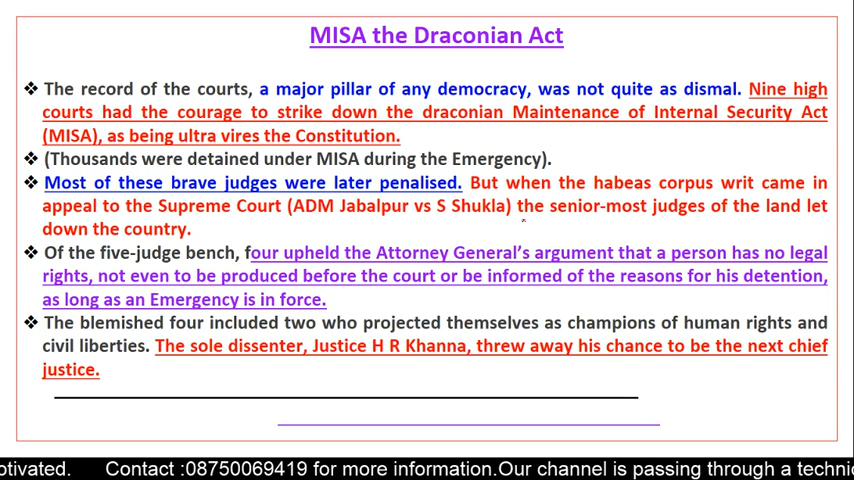 MISA the Draconian Act
❖ The record of the courts, a major pillar of any democracy, was not quite as dismal. Nine high
courts had the courage to strike down the draconian Maintenance of Internal Security Act
(MISA), as being ultra vires the Constitution.
❖ (Thousands were detained under MISA during the Emergency).
❖ Most of these brave judges were later penalised. But when the habeas corpus writ came in
appeal to the Supreme Court (ADM Jabalpur vs S Shukla) the senior-most judges of the land let
down the country.
❖ Of the five-judge bench, four upheld the Attorney General's argument that a person has no legal
rights, not even to be produced before the court or be informed of the reasons for his detention,
as long as an Emergency is in force.
❖ The blemished four included two who projected themselves as champions of human rights and
civil liberties. The sole dissenter, Justice H R Khanna, threw away his chance to be the next chief
justice.
otivated. Contact :08750069419 for more information.Our channel is passing through a technic